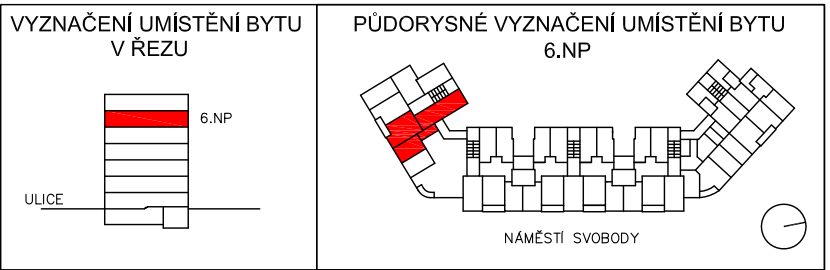 VYZNAČENÍ UMÍSTĚNÍ BYTU
V ŘEZU
6.NP
ULICE
PŮDORYSNÉ VYZNAČENÍ UMÍSTĚNÍ BYTU
6.NP
NÁMĚSTÍ SVOBODY